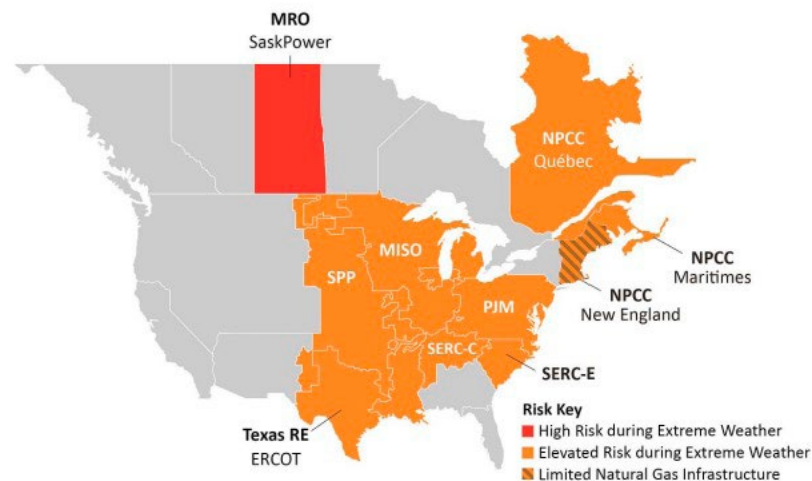 MRO
SaskPower
NPCC
Québec
MISO
SPP
NPCC
Maritimes
PJM
NPCC
New England
SERC-C
SERC-E
Texas RE
ERCOT
Risk Key
High Risk during Extreme Weather
Elevated Risk during Extreme Weather
Limited Natural Gas Infrastructure